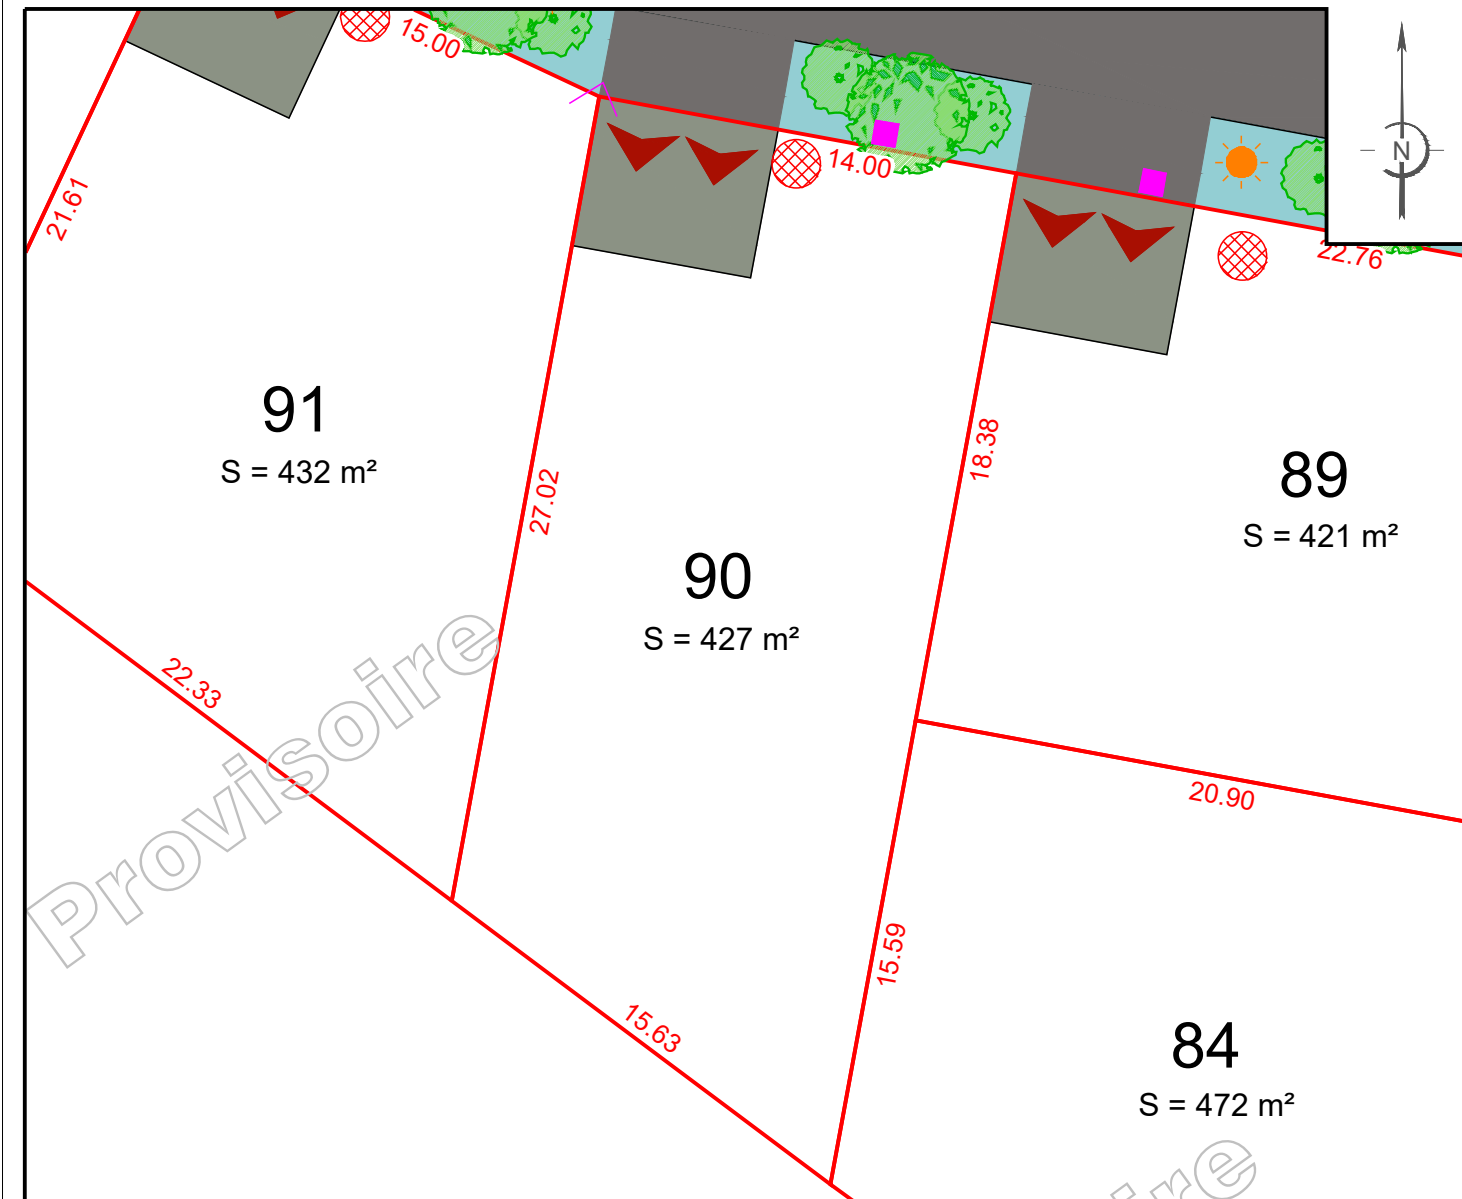 15.00
N
14.00
21.61
22.76
91
S = 432 m²
18.38
89
S = 421 m²
27.02
90
S = 427 m²
22.33
Provisoire
20.90
15.59
15.63
84
S = 472 m²
ire